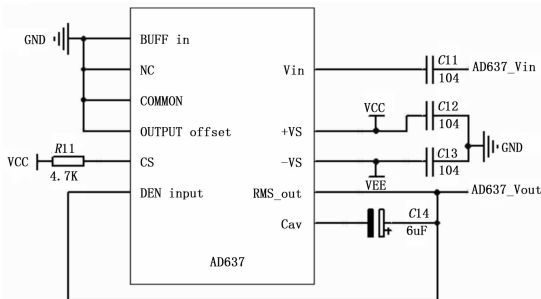 GND
BUFF in
NC
COMMON
OUTPUT offset
VCC
R11
4.7K
CS
DEN input
Vin
+VS
-VS
RMS_out
Cav
AD637
C11
104
AD637_Vin
VCC
C12
104
GND
C13
104
VEE
AD637_Vout
C14
+
6uF